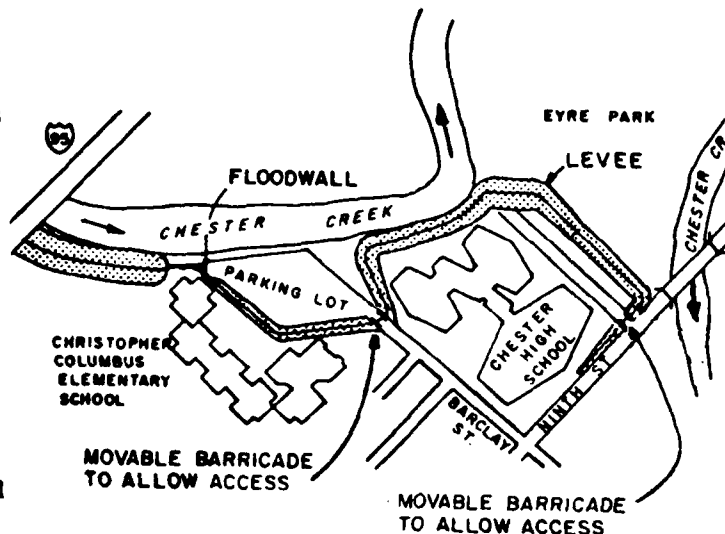 95
EYRE PARK
LEVEE
FLOODWALL
CHESTER CREEK
CHESTER CR
PARKING LOT
CHRISTOPHER
COLUMBUS
ELEMENTARY
SCHOOL
CHESTER
HIGH
SCHOOL
BARCLAY
ST.
NINTH ST.
MOVABLE BARRICADE
TO ALLOW ACCESS
MOVABLE BARRICADE
TO ALLOW ACCESS